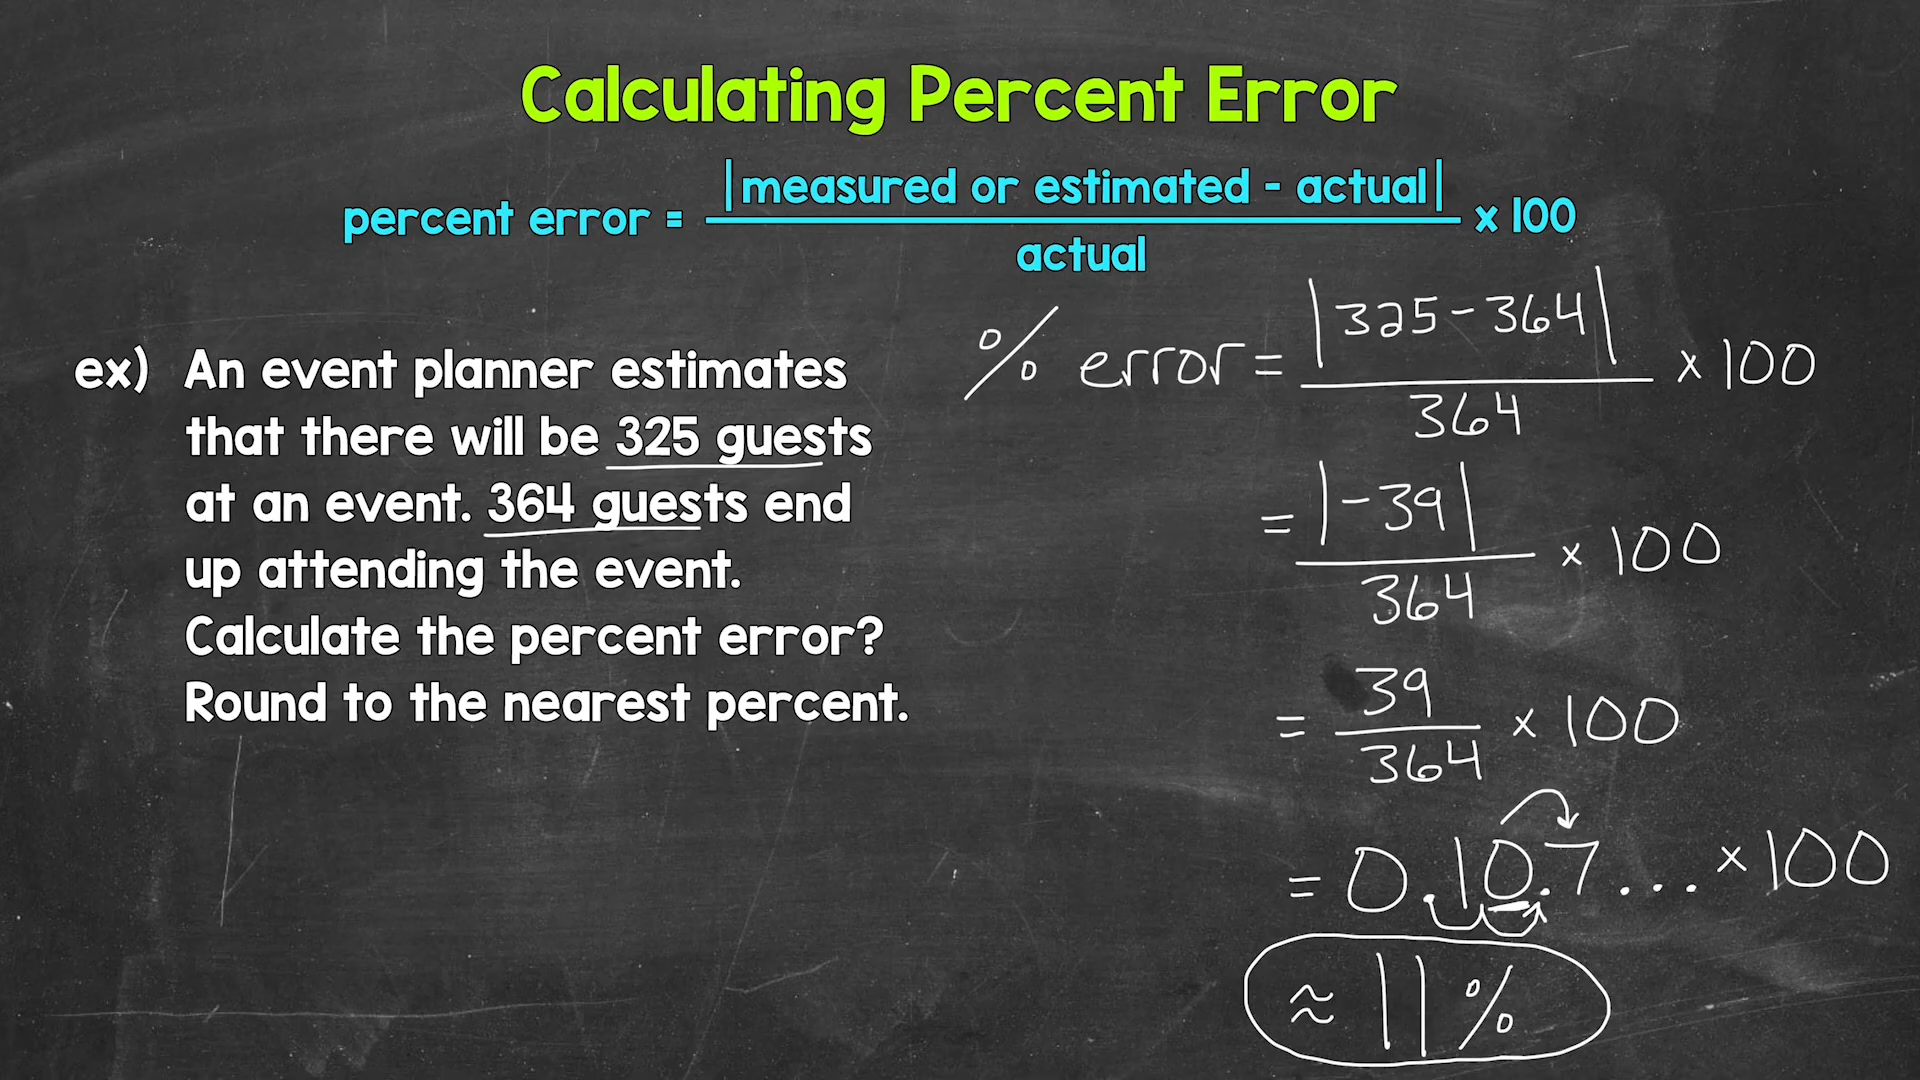 Calculating Percent Error
percent error = |measured or estimated - actual| / actual x 100
ex) An event planner estimates
that there will be 325 guests
at an event. 364 guests end
up attending the event.
Calculate the percent error?
Round to the nearest percent.
% error = |325 - 364| / 364 x 100
= |-39| / 364 x 100
= 39 / 364 x 100
= 0.10.7... x 100
≈ 11%